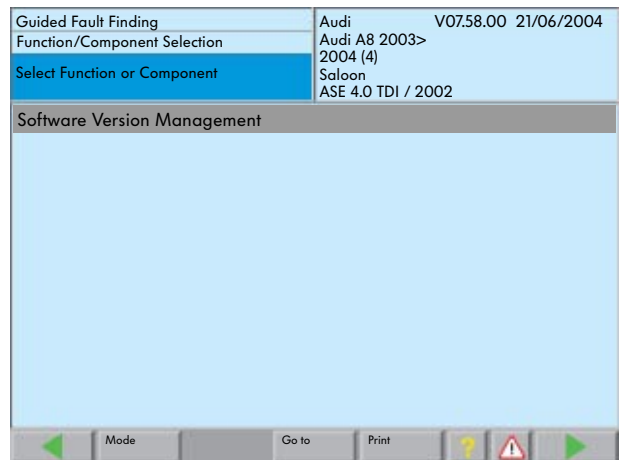 Guided Fault Finding
Function/Component Selection
Select Function or Component
Audi V07.58.00 21/06/2004
Audi A8 2003>
2004 (4)
Saloon
ASE 4.0 TDI / 2002
Software Version Management
Mode
Go to
Print
?